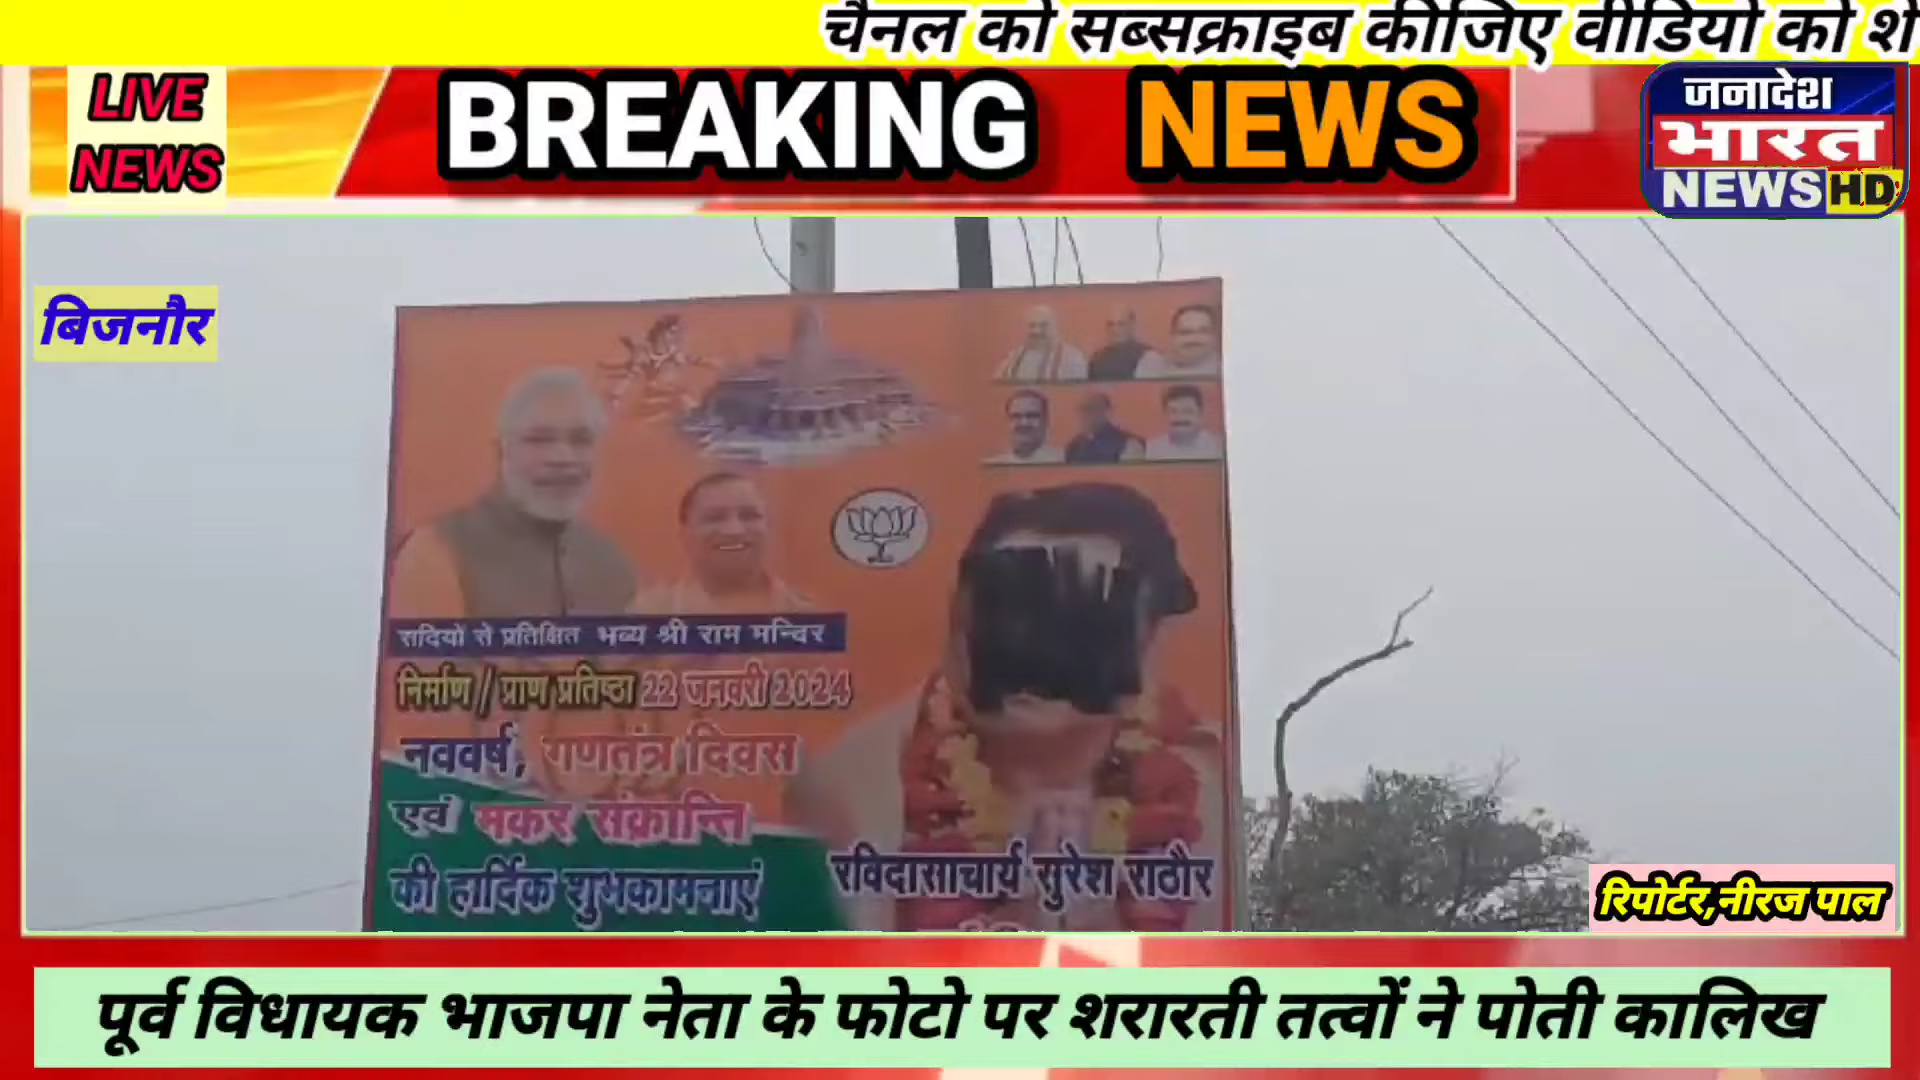 चैनल को सब्सक्राइब कीजिए वीडियो को शे
LIVE
NEWS
BREAKING NEWS
जनादेश
भारत
NEWS HD
बिजनौर
सदियों से प्रतिक्षित भव्य श्री राम मन्दिर
निर्माण / प्राण प्रतिष्ठा 22 जनवरी 2024
नववर्ष, गणतंत्र दिवस
एवं मकर संक्रान्ति
की हार्दिक शुभकामनाएं
रविदासाचार्य सुरेश राठौर
रिपोर्टर,नीरज पाल
पूर्व विधायक भाजपा नेता के फोटो पर शरारती तत्वों ने पोती कालिख